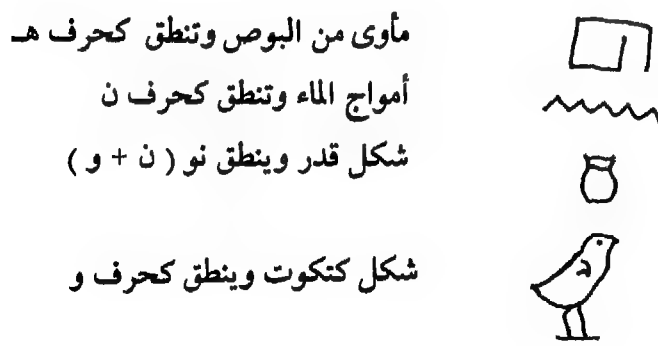 مأوى من البوص وتنطق كحرف هـ
أمواج الماء وتنطق كحرف ن
شكل قدر وينطق نو ( ن + و )
شكل كتكوت وينطق كحرف و